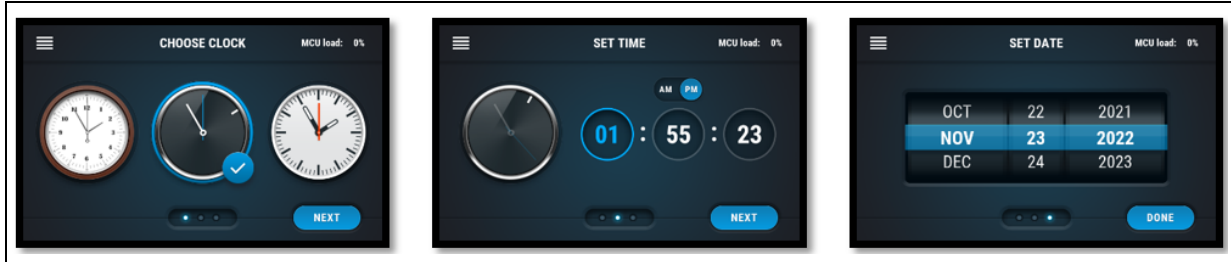 CHOOSE CLOCK MCU load: 0%
NEXT
SET TIME MCU load: 0%
AM PM
01 : 55 : 23
NEXT
SET DATE MCU load: 0%
OCT 22 2021
NOV 23 2022
DEC 24 2023
DONE